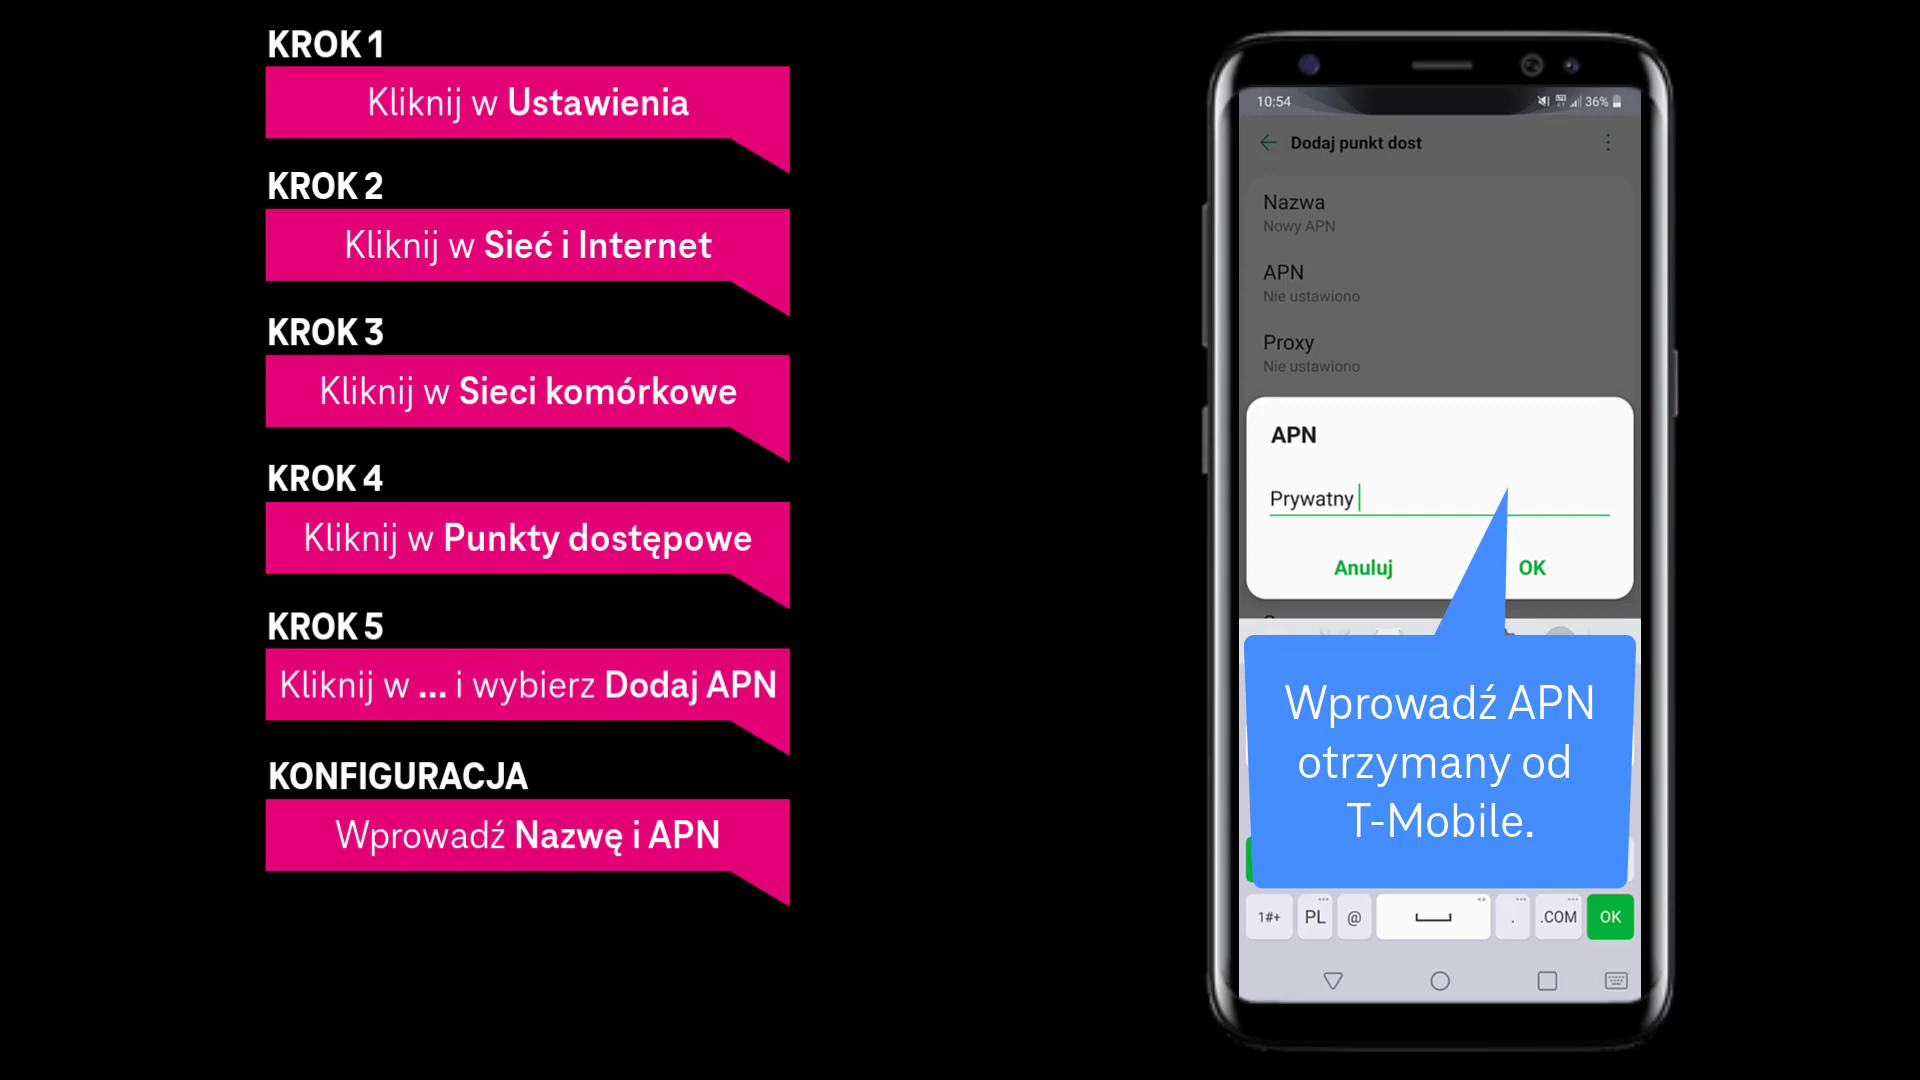 KROK 1
Kliknij w Ustawienia
KROK 2
Kliknij w Sieć i Internet
KROK 3
Kliknij w Sieci komórkowe
KROK 4
Kliknij w Punkty dostępowe
KROK 5
Kliknij w ... i wybierz Dodaj APN
KONFIGURACJA
Wprowadź Nazwę i APN
10:54
36%
Dodaj punkt dost
Nazwa
Nowy APN
APN
Nie ustawiono
Proxy
Nie ustawiono
APN
Prywatny
Anuluj OK
Wprowadź APN
otrzymany od
T-Mobile.
1#+ PL @ . .COM OK